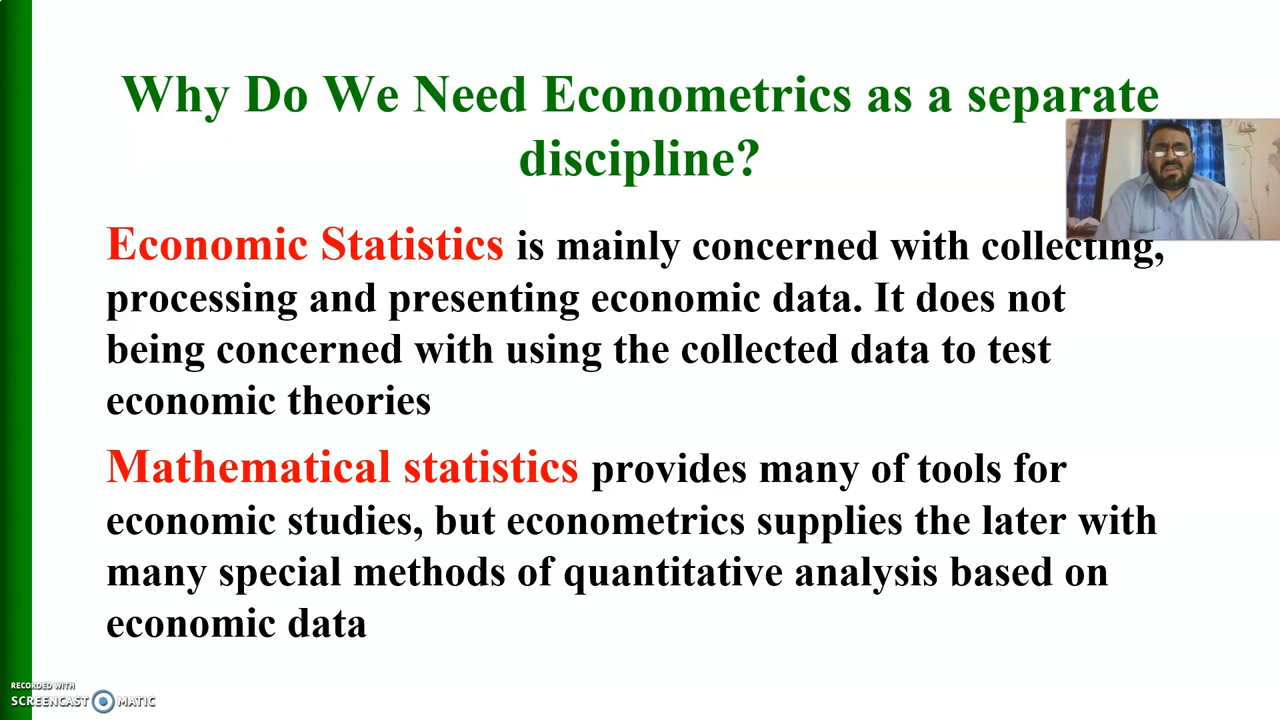 Why Do We Need Econometrics as a separate
discipline?
Economic Statistics is mainly concerned with collecting,
processing and presenting economic data. It does not
being concerned with using the collected data to test
economic theories
Mathematical statistics provides many of tools for
economic studies, but econometrics supplies the later with
many special methods of quantitative analysis based on
economic data
RECORDED WITH
SCREENCAST MATIC